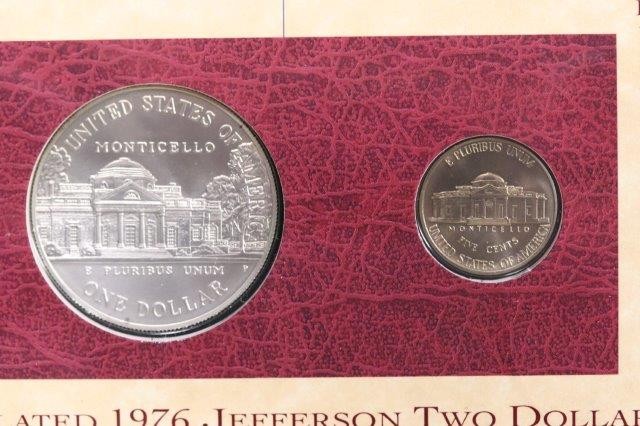 UNITED STATES OF AMERICA
MONTICELLO
E PLURIBUS UNUM
P
ONE DOLLAR
E PLURIBUS UNUM
MONTICELLO
FIVE CENTS
UNITED STATES OF AMERICA
LATED 1976 JEFFERSON TWO DOLLAR